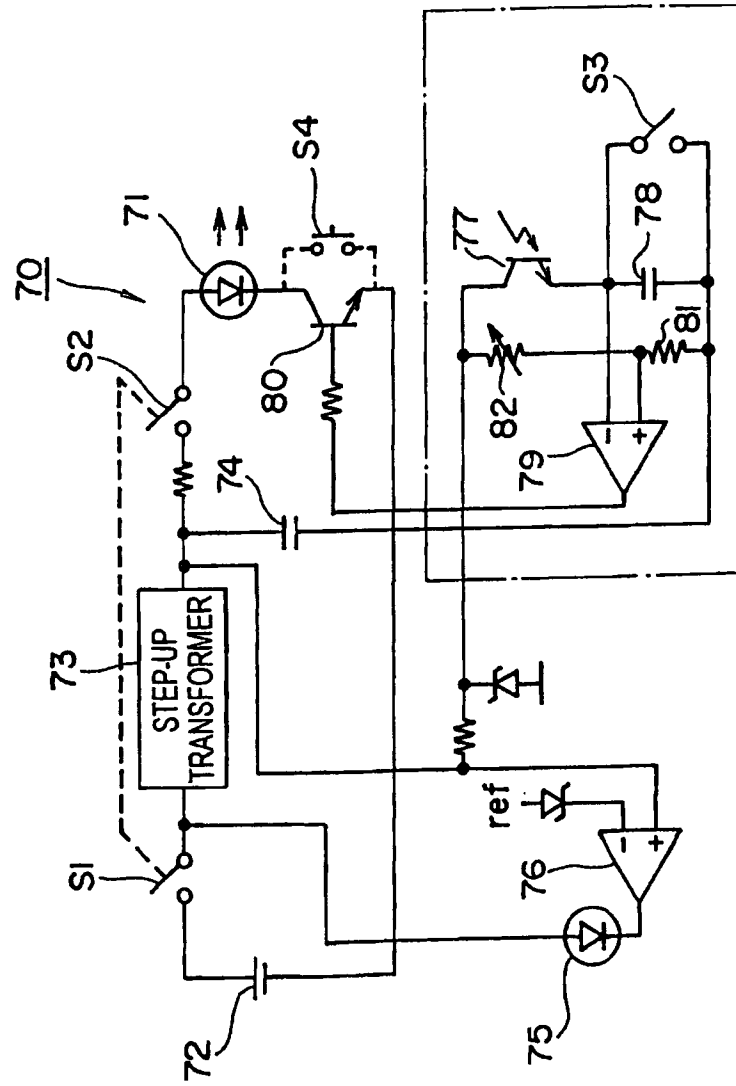 70
71
S4
S2
80
74
73
STEP-UP
TRANSFORMER
S1
72
75
76
ref
-
+
77
82
79
-
+
81
78
S3